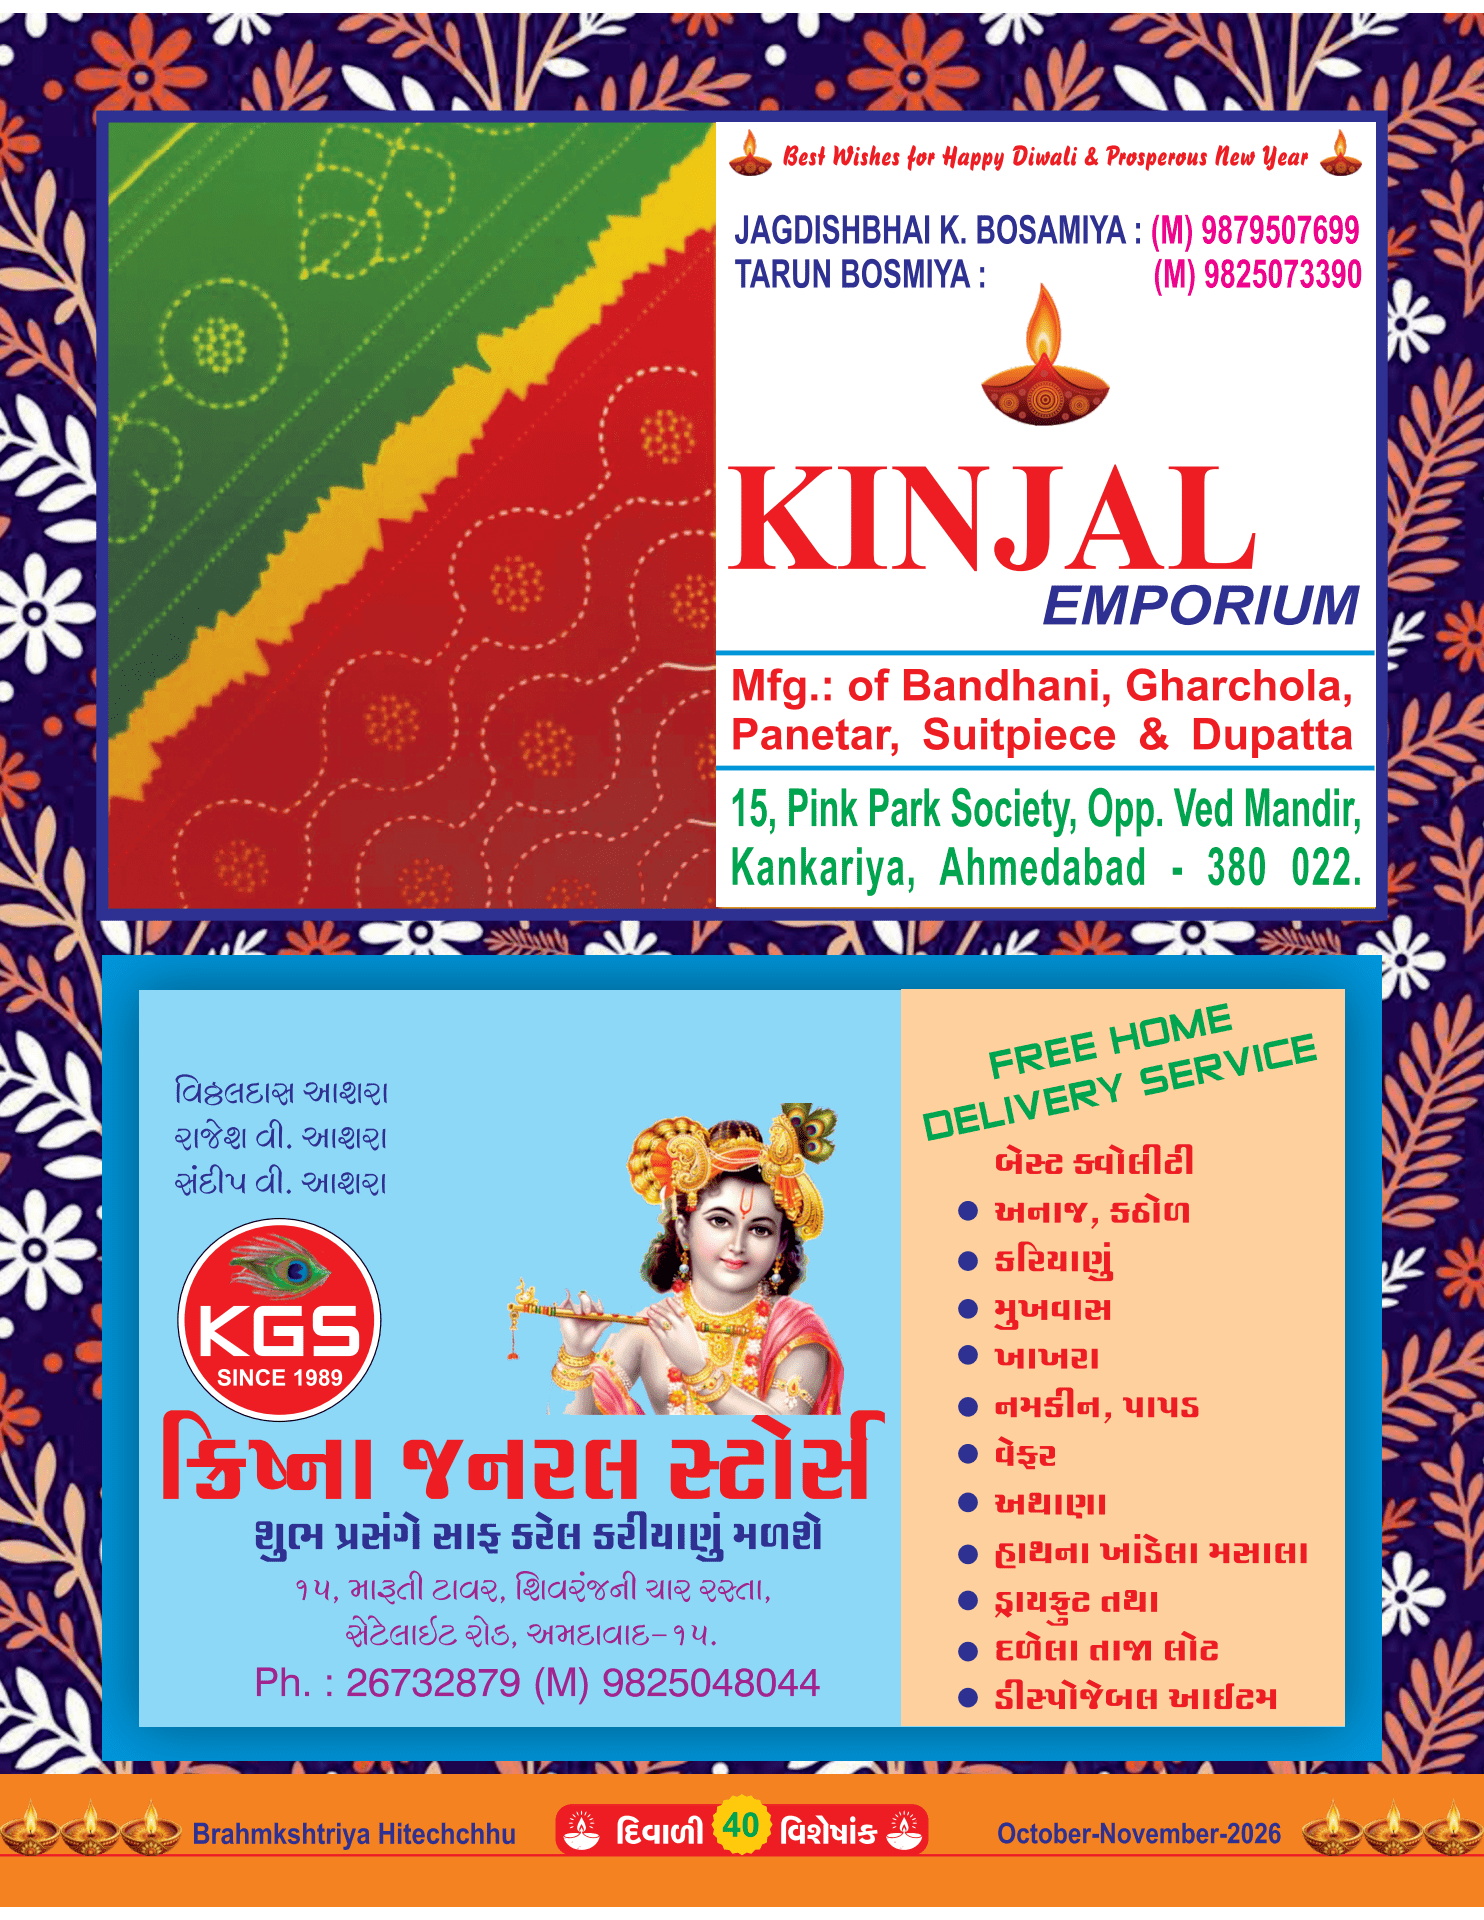 Best Wishes for Happy Diwali & Prosperous New Year
JAGDISHBHAI K. BOSAMIYA : (M) 9879507699
TARUN BOSMIYA : (M) 9825073390
KINJAL
EMPORIUM
Mfg.: of Bandhani, Gharchola,
Panetar, Suitpiece & Dupatta
15, Pink Park Society, Opp. Ved Mandir,
Kankariya, Ahmedabad - 380 022.
વિઠ્ઠલદાસ આશરા
રાજેશ વી. આશરા
સંદીપ વી. આશરા
KGS
SINCE 1989
ક્રિષ્ના જનરલ સ્ટોર્સ
શુભ પ્રસંગે સાફ કરેલ કરીયાણું મળશે
૧૫, મારૂતી ટાવર, શિવરંજની ચાર રસ્તા,
સેટેલાઈટ રોડ, અમદાવાદ-૧૫.
Ph. : 26732879 (M) 9825048044
FREE HOME
DELIVERY SERVICE
બેસ્ટ ક્વોલીટી
• અનાજ, કઠોળ
• કરિયાણું
• મુખવાસ
• ખાખરા
• નમકીન, પાપડ
• વેફર
• અથાણા
• હાથના ખાંડેલા મસાલા
• ડ્રાયફ્રુટ તથા
• દળેલા તાજા લોટ
• ડીસ્પોજેબલ આઈટમ
Brahmkshtriya Hitechchhu દિવાળી 40 વિશેષાંક October-November-2026